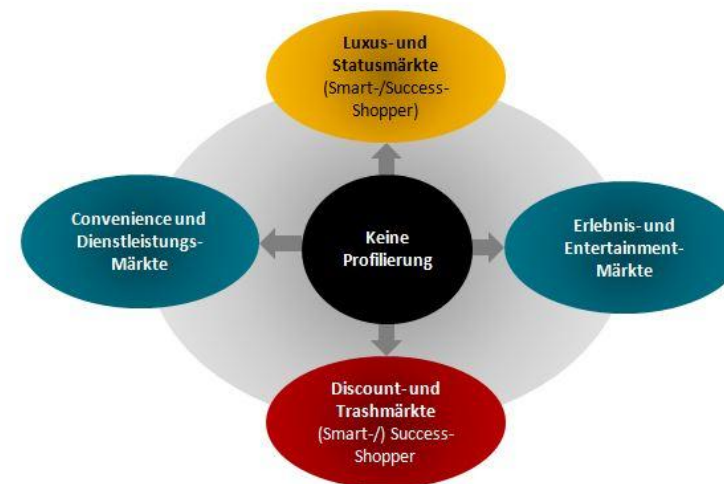 Luxus- und
Statusmärkte
(Smart-/Success-
Shopper)
Convenience und
Dienstleistungs-
Märkte
Keine
Profilierung
Erlebnis- und
Entertainment-
Märkte
Discount- und
Trashmärkte
(Smart-/) Success-
Shopper